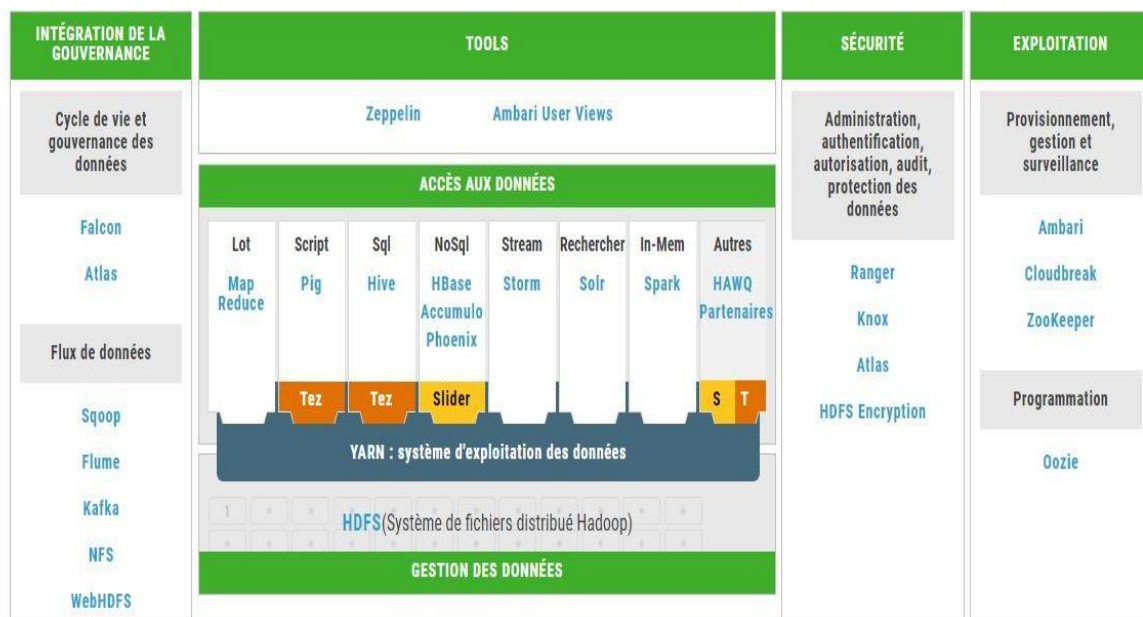 INTÉGRATION DE LA
GOUVERNANCE
Cycle de vie et
gouvernance des
données
Falcon
Atlas
Flux de données
Sqoop
Flume
Kafka
NFS
WebHDFS
TOOLS
Zeppelin
Ambari User Views
ACCÈS AUX DONNÉES
Lot
Map
Reduce
Script
Pig
Sql
Hive
NoSql
HBase
Accumulo
Phoenix
Stream
Storm
Rechercher
Solr
In-Mem
Spark
Autres
HAWQ
Partenaires
Tez
Tez
Slider
S
T
YARN : système d'exploitation des données
1
HDFS(Système de fichiers distribué Hadoop)
GESTION DES DONNÉES
SÉCURITÉ
Administration,
authentification,
autorisation, audit,
protection des
données
Ranger
Knox
Atlas
HDFS Encryption
EXPLOITATION
Provisionnement,
gestion et
surveillance
Ambari
Cloudbreak
ZooKeeper
Programmation
Oozie